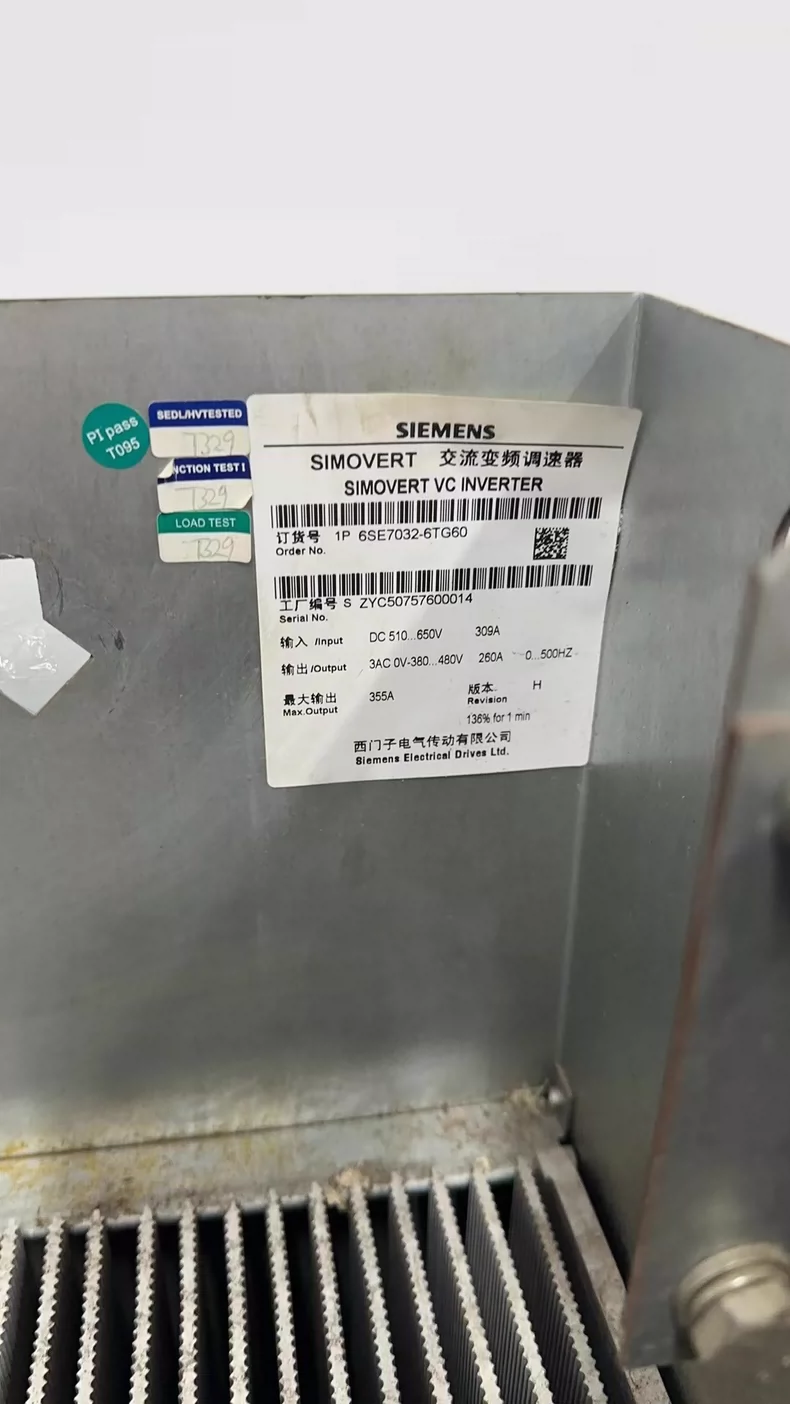 PI pass
T095
SEDL/HVTESTED
T329
NCTION TEST I
T329
LOAD TEST
T329
SIEMENS
SIMOVERT 交流变频调速器
SIMOVERT VC INVERTER
订货号 1P 6SE7032-6TG60
Order No.
工厂编号 S ZYC50757600014
Serial No.
输入 /Input DC 510...650V 309A
输出/Output 3AC 0V-380...480V 260A 0...500HZ
最大输出 355A 版本 H
Max.Output Revision
136% for 1 min
西门子电气传动有限公司
Siemens Electrical Drives Ltd.